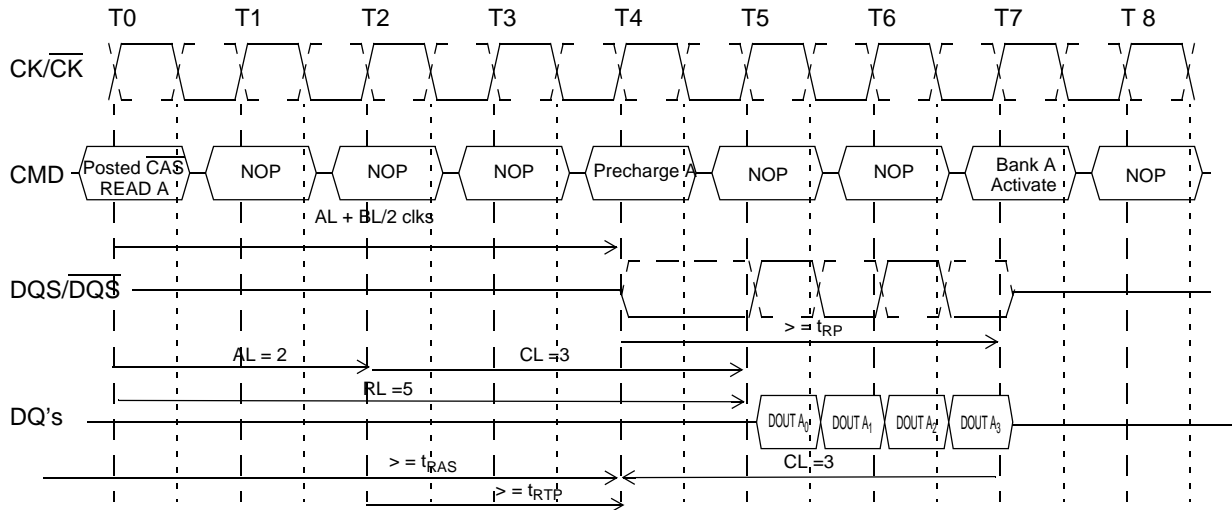 T0 T1 T2 T3 T4 T5 T6 T7 T 8
CK/CK
CMD Posted CAS READ A NOP NOP NOP Precharge A NOP NOP Bank A Activate NOP
AL + BL/2 clks
DQS/DQS
> = tRP
AL = 2 CL =3
RL =5
DQ's DOUT A0 DOUT A1 DOUT A2 DOUT A3
> = tRAS CL =3
> = tRTP